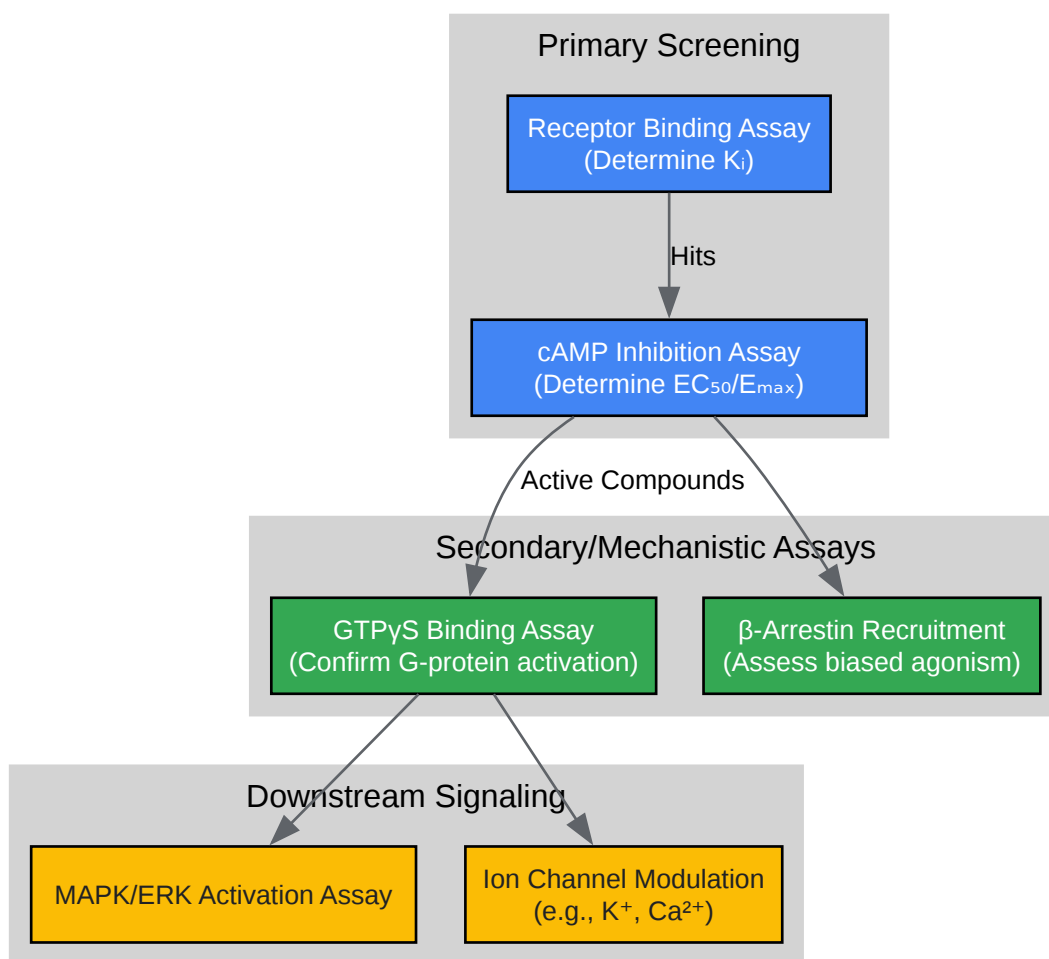 Primary Screening
Receptor Binding Assay
(Determine Kᵢ)
Hits
cAMP Inhibition Assay
(Determine EC₅₀/Eₘₐₓ)
Active Compounds
Secondary/Mechanistic Assays
GTPγS Binding Assay
(Confirm G-protein activation)
β-Arrestin Recruitment
(Assess biased agonism)
Downstream Signaling
MAPK/ERK Activation Assay
Ion Channel Modulation
(e.g., K⁺, Ca²⁺)